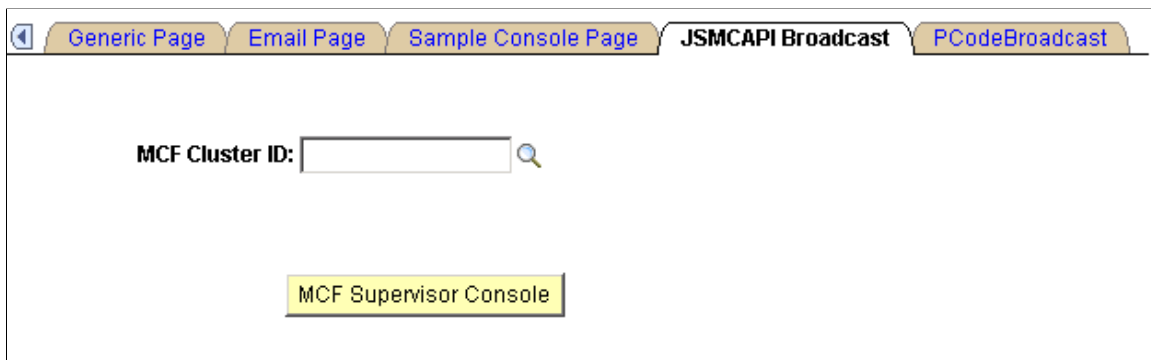 Generic Page Email Page Sample Console Page JSMCAPI Broadcast PCodeBroadcast
MCF Cluster ID:
MCF Supervisor Console